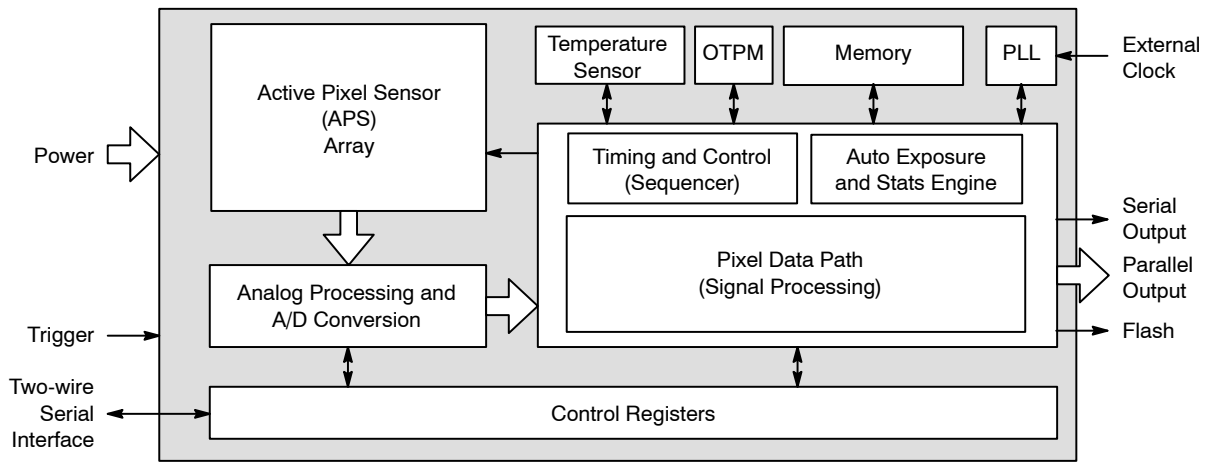 Active Pixel Sensor
(APS)
Array
Temperature
Sensor
OTPM
Memory
PLL
External
Clock
Power
Timing and Control
(Sequencer)
Auto Exposure
and Stats Engine
Serial
Output
Pixel Data Path
(Signal Processing)
Parallel
Output
Analog Processing and
A/D Conversion
Trigger
Flash
Two-wire
Serial
Interface
Control Registers